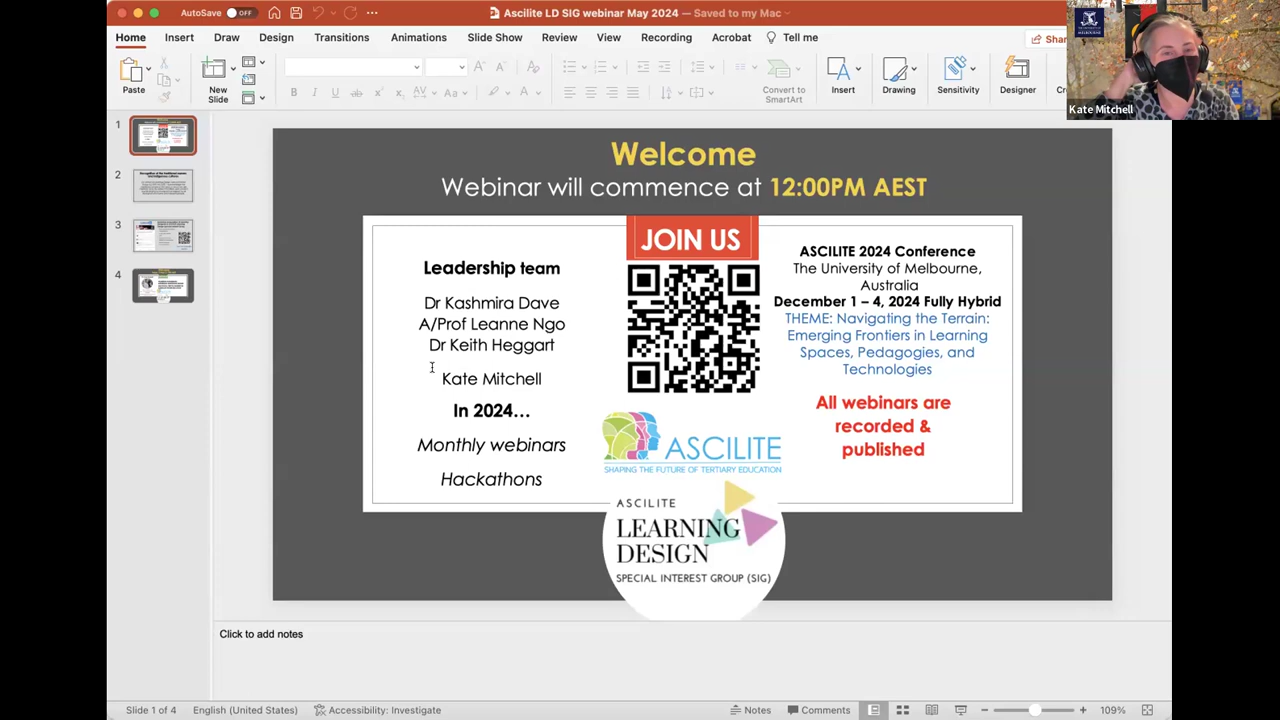 AutoSave OFF
Ascilite LD SIG webinar May 2024 — Saved to my Mac
Home Insert Draw Design Transitions Animations Slide Show Review View Recording Acrobat Tell me
Paste
New
Slide
Convert to
SmartArt
Insert
Drawing
Sensitivity
Designer
Kate Mitchell
1
2
3
4
Welcome
Webinar will commence at 12:00PM AEST
Leadership team
Dr Kashmira Dave
A/Prof Leanne Ngo
Dr Keith Heggart
Kate Mitchell
In 2024…
Monthly webinars
Hackathons
JOIN US
ASCILITE
SHAPING THE FUTURE OF TERTIARY EDUCATION
ASCILITE
LEARNING
DESIGN
SPECIAL INTEREST GROUP (SIG)
ASCILITE 2024 Conference
The University of Melbourne,
Australia
December 1 – 4, 2024 Fully Hybrid
THEME: Navigating the Terrain:
Emerging Frontiers in Learning
Spaces, Pedagogies, and
Technologies
All webinars are
recorded &
published
Click to add notes
Slide 1 of 4 English (United States) Accessibility: Investigate Notes Comments 109%